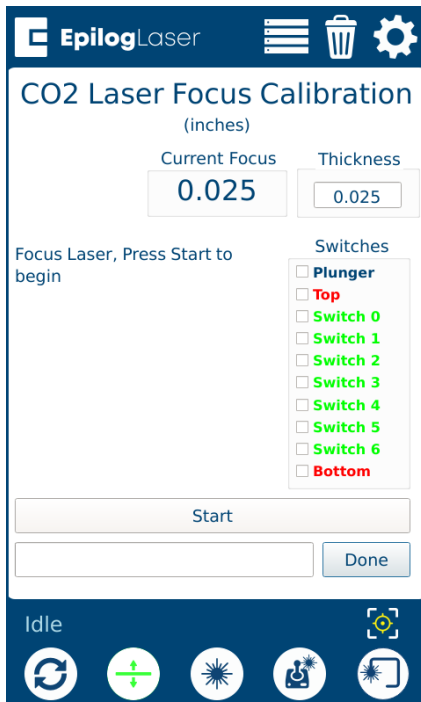 EpilogLaser
CO2 Laser Focus Calibration
(inches)
Current Focus
0.025
Thickness
0.025
Focus Laser, Press Start to
begin
Switches
Plunger
Top
Switch 0
Switch 1
Switch 2
Switch 3
Switch 4
Switch 5
Switch 6
Bottom
Start
Done
Idle